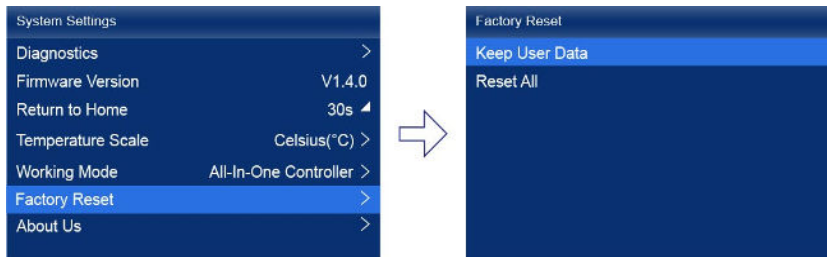 System Settings
Diagnostics >
Firmware Version V1.4.0
Return to Home 30s
Temperature Scale Celsius(°C) >
Working Mode All-In-One Controller >
Factory Reset >
About Us >
Factory Reset
Keep User Data
Reset All